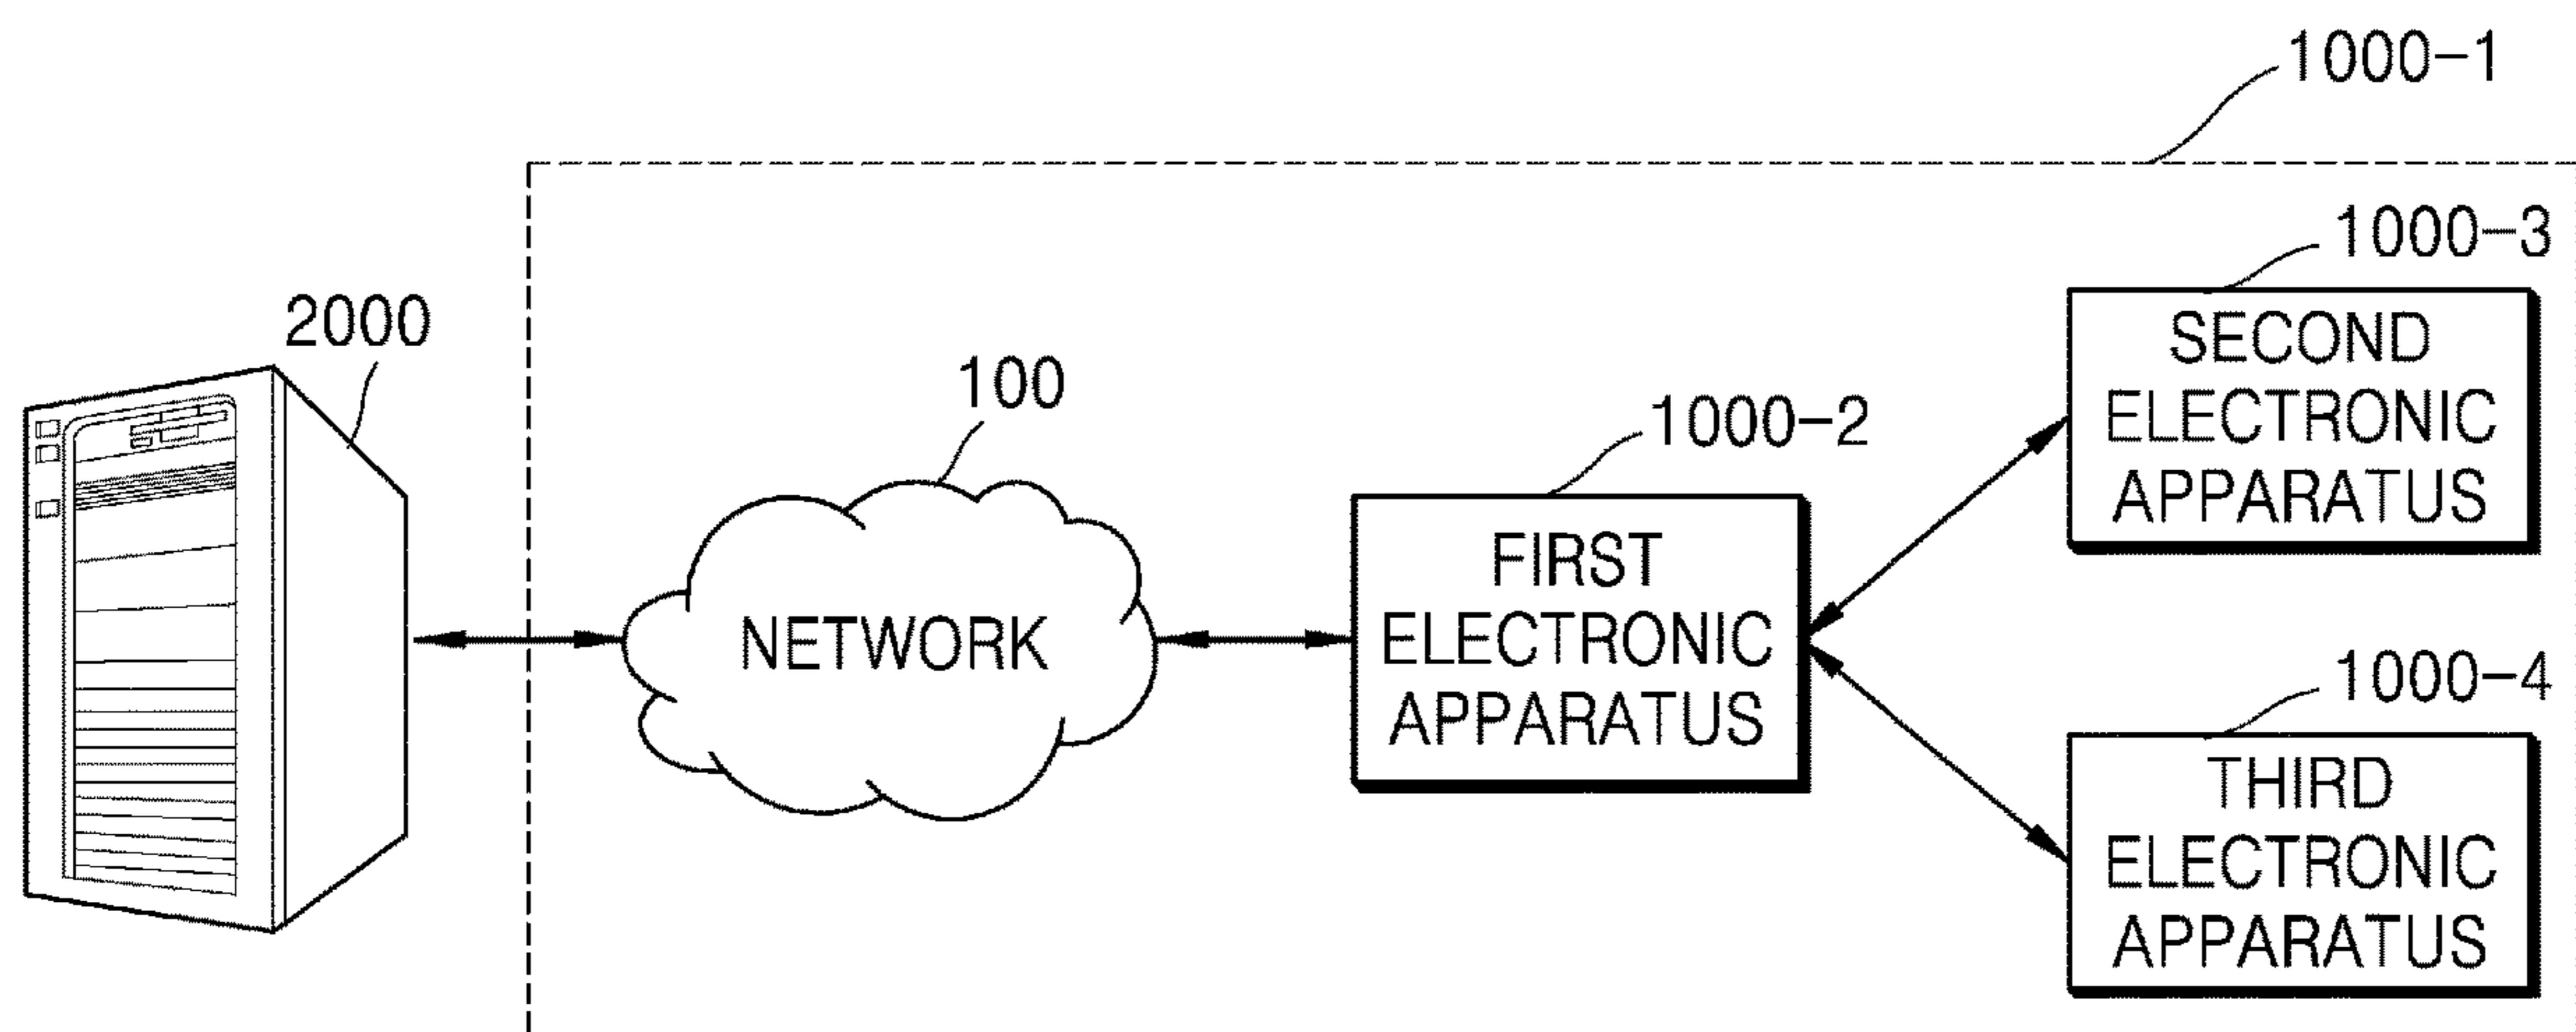 1000-1
1000-3
2000
SECOND
ELECTRONIC
APPARATUS
100
1000-2
FIRST
ELECTRONIC
APPARATUS
NETWORK
1000-4
THIRD
ELECTRONIC
APPARATUS